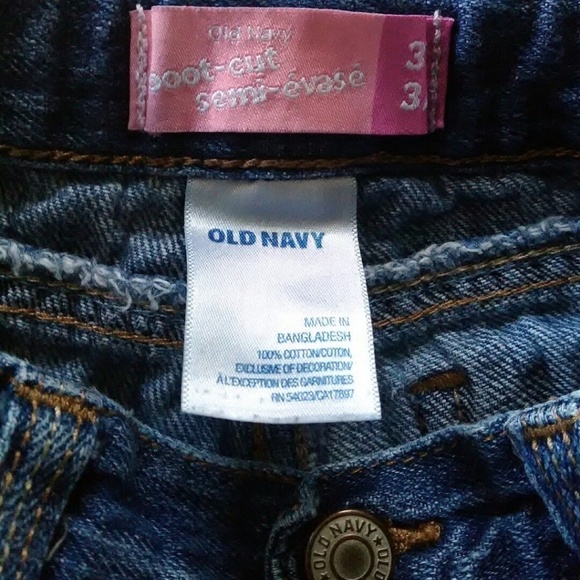 Old Navy
boot-cut
semi-évasé
3
3
OLD NAVY
MADE IN
BANGLADESH
100% COTTON/COTON,
EXCLUSIVE OF DECORATION/
À L'EXCEPTION DES GARNITURES
RN 54023/CA17897
OLD NAVY★OLD